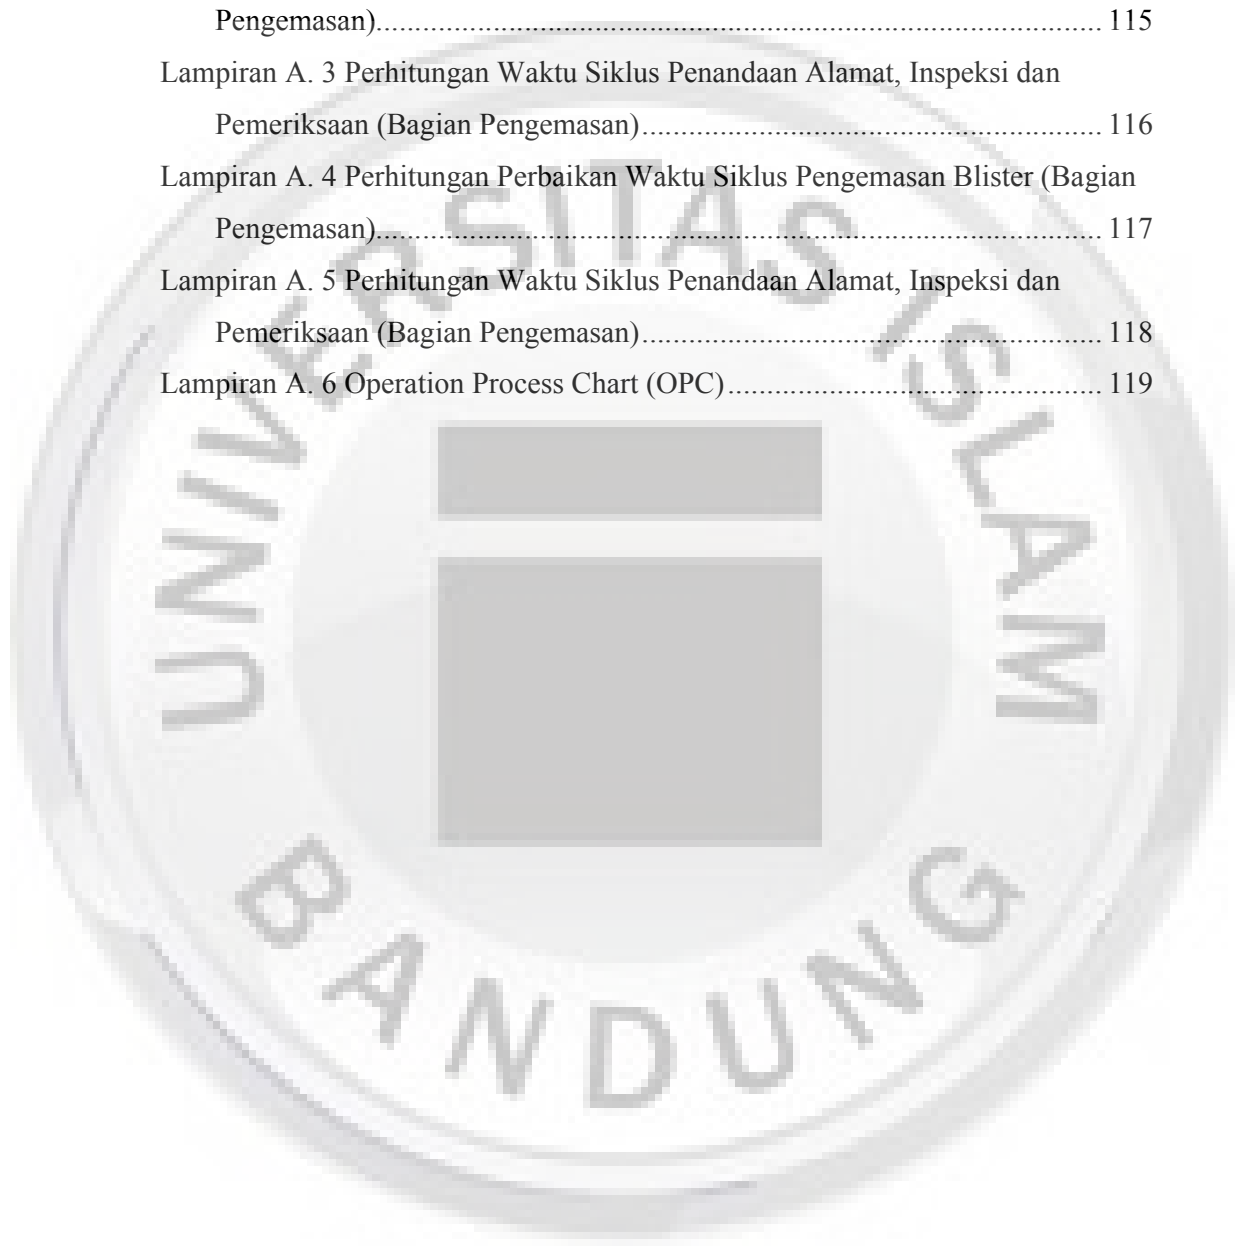 Pengemasan)........................................................................................... 115
Lampiran A. 3 Perhitungan Waktu Siklus Penandaan Alamat, Inspeksi dan
Pemeriksaan (Bagian Pengemasan)........................................................... 116
Lampiran A. 4 Perhitungan Perbaikan Waktu Siklus Pengemasan Blister (Bagian
Pengemasan)........................................................................................... 117
Lampiran A. 5 Perhitungan Waktu Siklus Penandaan Alamat, Inspeksi dan
Pemeriksaan (Bagian Pengemasan)........................................................... 118
Lampiran A. 6 Operation Process Chart (OPC)................................................ 119
UNIVERSITAS ISLAM
BANDUNG